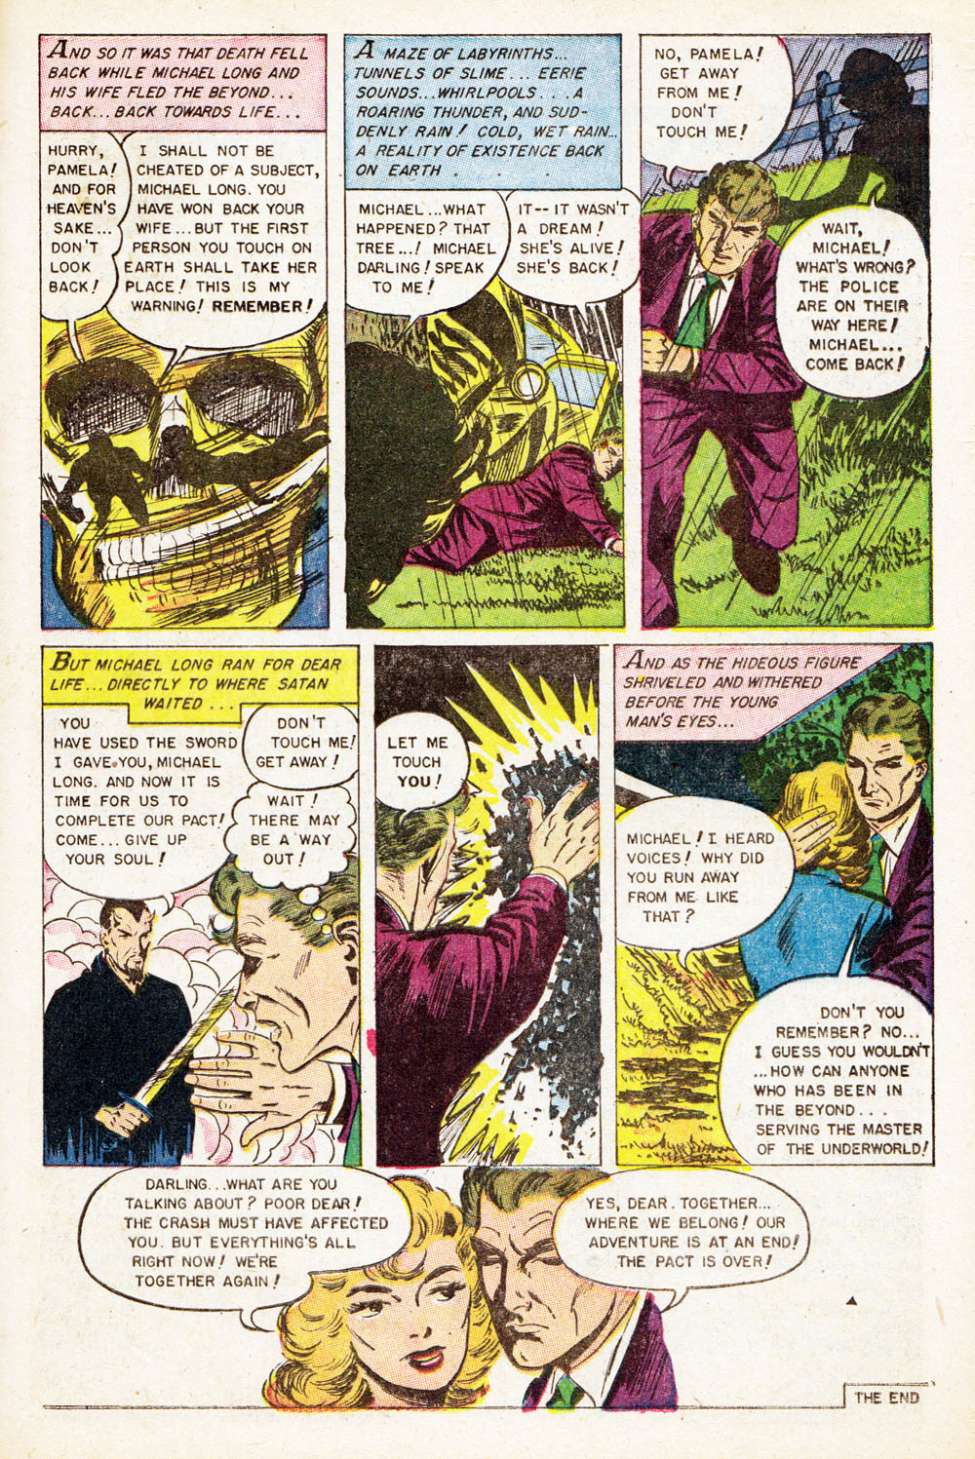 AND SO IT WAS THAT DEATH FELL
BACK WHILE MICHAEL LONG AND
HIS WIFE FLED THE BEYOND...
BACK...BACK TOWARDS LIFE...
HURRY,
PAMELA!
AND FOR
HEAVEN'S
SAKE...
DON'T
LOOK
BACK!
I SHALL NOT BE
CHEATED OF A SUBJECT,
MICHAEL LONG. YOU
HAVE WON BACK YOUR
WIFE...BUT THE FIRST
PERSON YOU TOUCH ON
EARTH SHALL TAKE HER
PLACE! THIS IS MY
WARNING! REMEMBER!
A MAZE OF LABYRINTHS...
TUNNELS OF SLIME... EERIE
SOUNDS...WHIRLPOOLS...A
ROARING THUNDER, AND SUD-
DENLY RAIN! COLD, WET RAIN...
A REALITY OF EXISTENCE BACK
ON EARTH . . .
MICHAEL...WHAT
HAPPENED? THAT
TREE...! MICHAEL
DARLING! SPEAK
TO ME!
IT-- IT WASN'T
A DREAM!
SHE'S ALIVE!
SHE'S BACK!
NO, PAMELA!
GET AWAY
FROM ME!
DON'T
TOUCH ME!
WAIT,
MICHAEL!
WHAT'S WRONG?
THE POLICE
ARE ON THEIR
WAY HERE!
MICHAEL...
COME BACK!
BUT MICHAEL LONG RAN FOR DEAR
LIFE...DIRECTLY TO WHERE SATAN
WAITED...
YOU
HAVE USED THE SWORD
I GAVE YOU, MICHAEL
LONG. AND NOW IT IS
TIME FOR US TO
COMPLETE OUR PACT!
COME... GIVE UP
YOUR SOUL!
DON'T
TOUCH ME!
GET AWAY!
WAIT!
THERE MAY
BE A WAY
OUT!
LET ME
TOUCH
YOU!
AND AS THE HIDEOUS FIGURE
SHRIVELED AND WITHERED
BEFORE THE YOUNG
MAN'S EYES...
MICHAEL! I HEARD
VOICES! WHY DID
YOU RUN AWAY
FROM ME LIKE
THAT?
DON'T YOU
REMEMBER? NO...
I GUESS YOU WOULDN'T
...HOW CAN ANYONE
WHO HAS BEEN IN
THE BEYOND...
SERVING THE MASTER
OF THE UNDERWORLD!
DARLING...WHAT ARE YOU
TALKING ABOUT? POOR DEAR!
THE CRASH MUST HAVE AFFECTED
YOU. BUT EVERYTHING'S ALL
RIGHT NOW! WE'RE
TOGETHER AGAIN!
YES, DEAR. TOGETHER...
WHERE WE BELONG! OUR
ADVENTURE IS AT AN END!
THE PACT IS OVER!
THE END